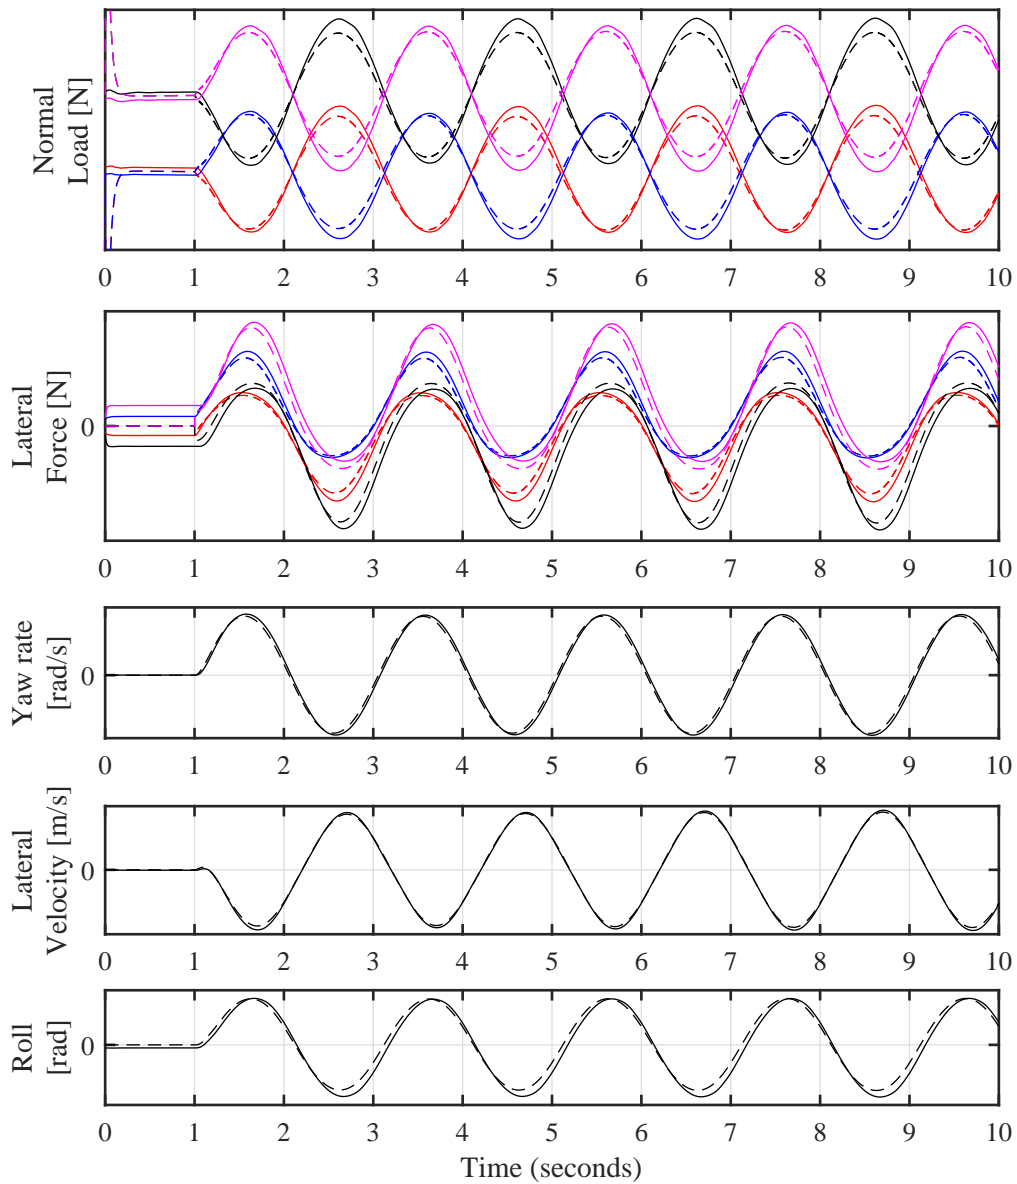 Normal
Load [N]
0 1 2 3 4 5 6 7 8 9 10
Lateral
Force [N]
0
0 1 2 3 4 5 6 7 8 9 10
Yaw rate
[rad/s]
0
0 1 2 3 4 5 6 7 8 9 10
Lateral
Velocity [m/s]
0
0 1 2 3 4 5 6 7 8 9 10
Roll
[rad]
0
0 1 2 3 4 5 6 7 8 9 10
Time (seconds)